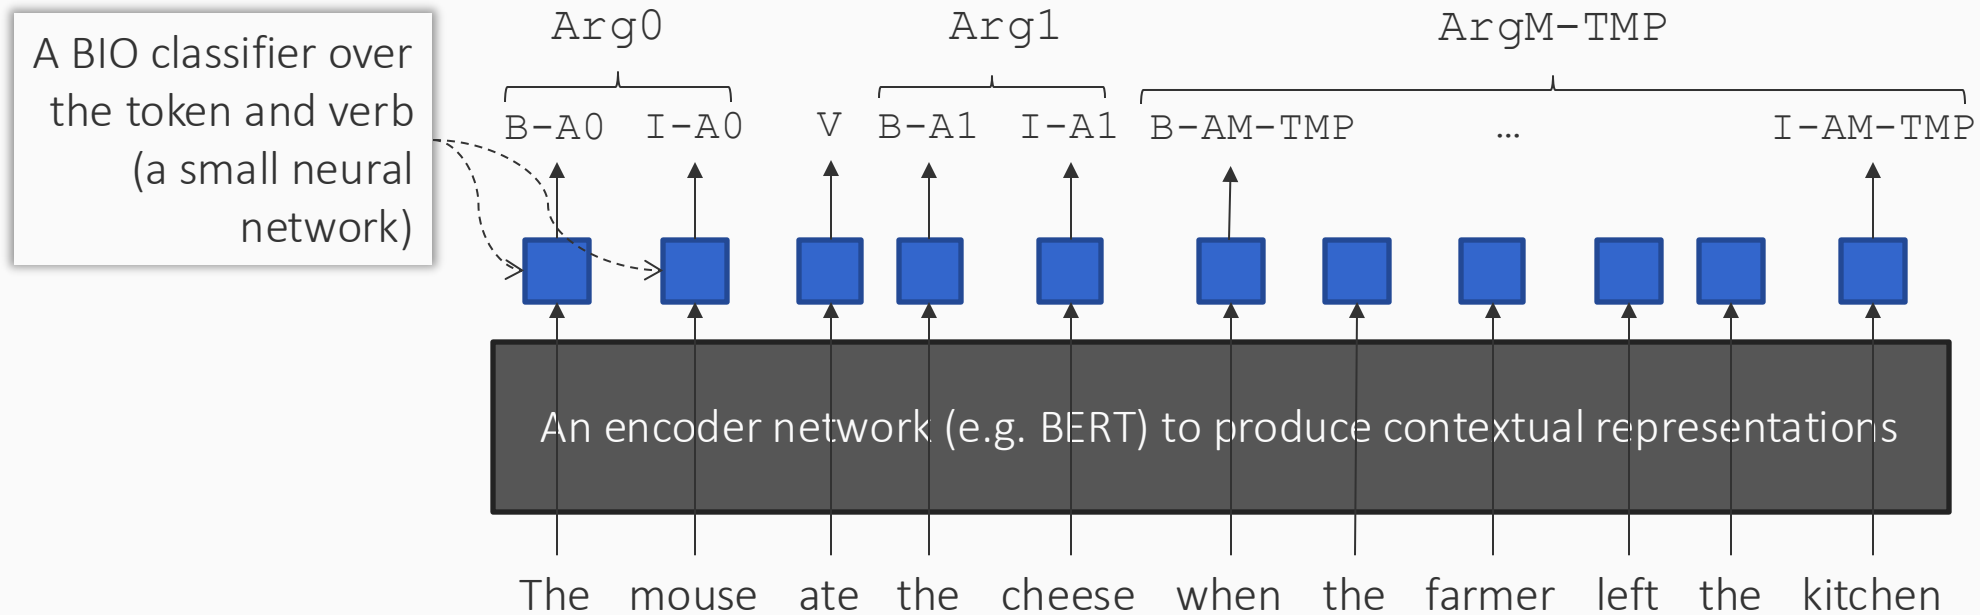 A BIO classifier over
the token and verb
(a small neural
network)
Arg0 Arg1 ArgM-TMP
B-A0 I-A0 V B-A1 I-A1 B-AM-TMP … I-AM-TMP
An encoder network (e.g. BERT) to produce contextual representations
The mouse ate the cheese when the farmer left the kitchen